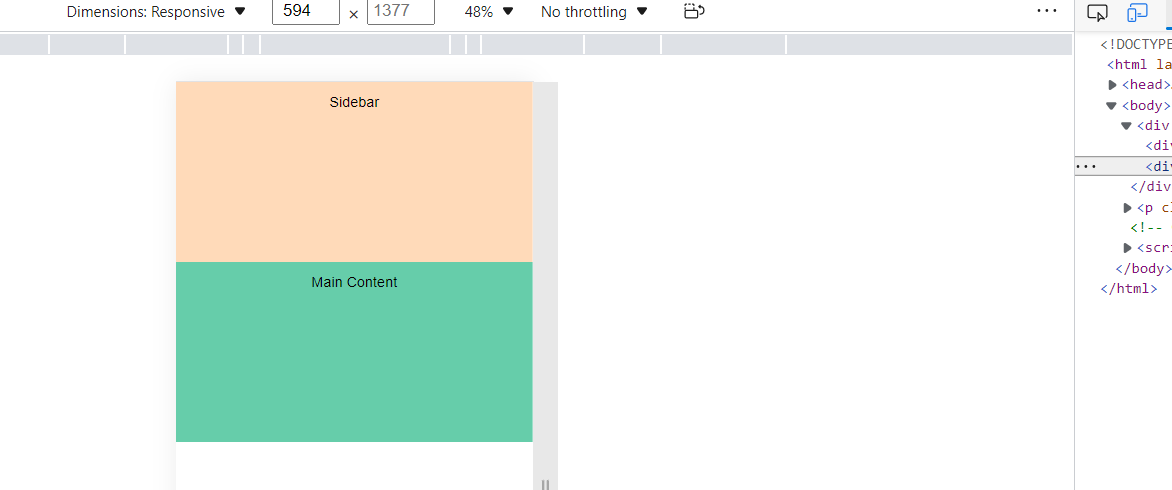 Dimensions: Responsive ▼ 594 × 1377 48% ▼ No throttling ▼ ...
<!DOCTYPE
<html la
▶ <head>
▼ <body>
▼ <div
<di
... <di
</div
▶ <p cl
<!--
▶ <scri
</body>
</html>
Sidebar
Main Content